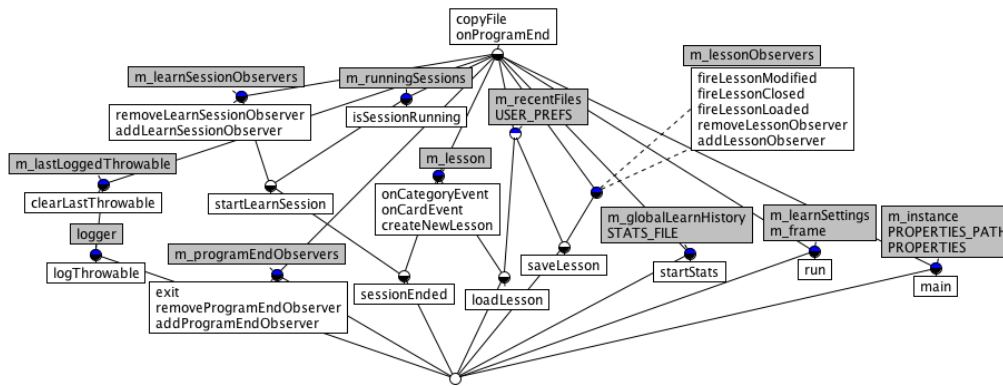 copyFile
onProgramEnd
m_learnSessionObservers
removeLearnSessionObserver
addLearnSessionObserver
m_runningSessions
isSessionRunning
m_recentFiles
USER_PREFS
m_lessonObservers
fireLessonModified
fireLessonClosed
fireLessonLoaded
removeLessonObserver
addLessonObserver
m_lastLoggedThrowable
clearLastThrowable
startLearnSession
m_lesson
onCategoryEvent
onCardEvent
createNewLesson
logger
logThrowable
m_programEndObservers
exit
removeProgramEndObserver
addProgramEndObserver
sessionEnded
loadLesson
saveLesson
m_globalLearnHistory
STATS_FILE
startStats
m_learnSettings
m_frame
run
m_instance
PROPERTIES_PATH
PROPERTIES
main